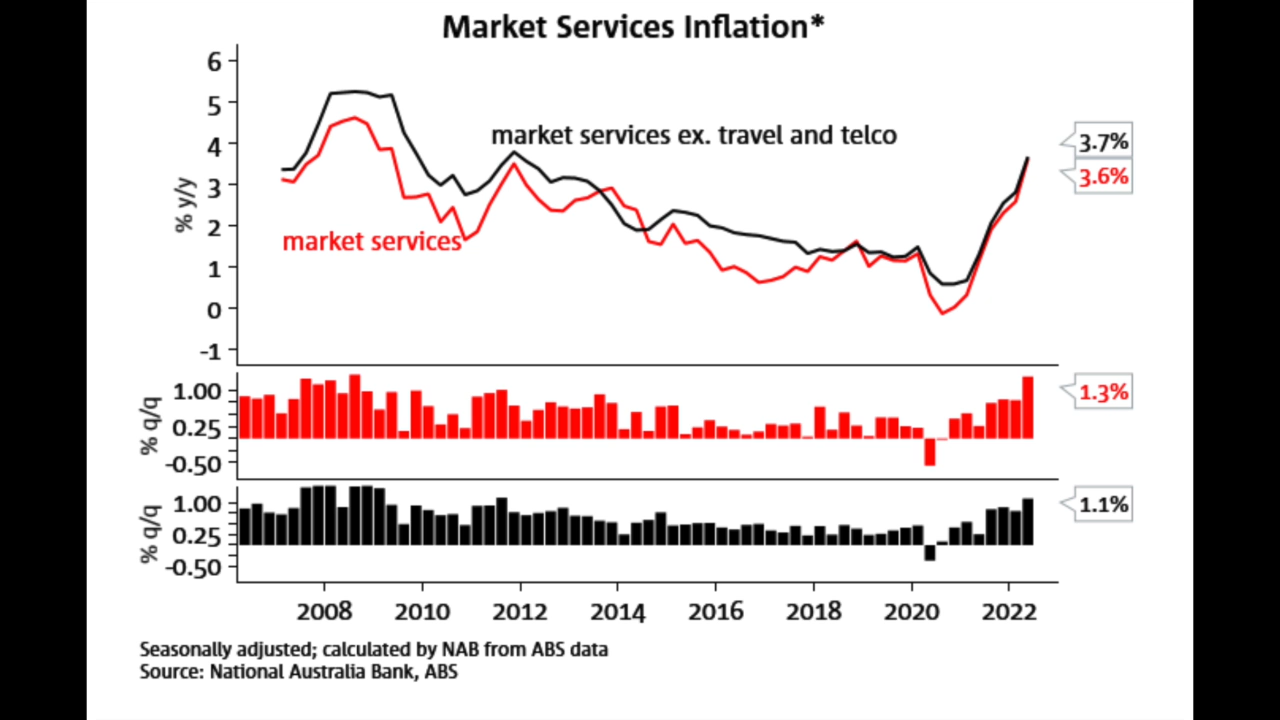 Market Services Inflation*
6
5
4
3
2
1
0
-1
% y/y
market services ex. travel and telco
market services
3.7%
3.6%
1.00
0.25
-0.50
% q/q
1.3%
1.00
0.25
-0.50
% q/q
1.1%
2008 2010 2012 2014 2016 2018 2020 2022
Seasonally adjusted; calculated by NAB from ABS data
Source: National Australia Bank, ABS